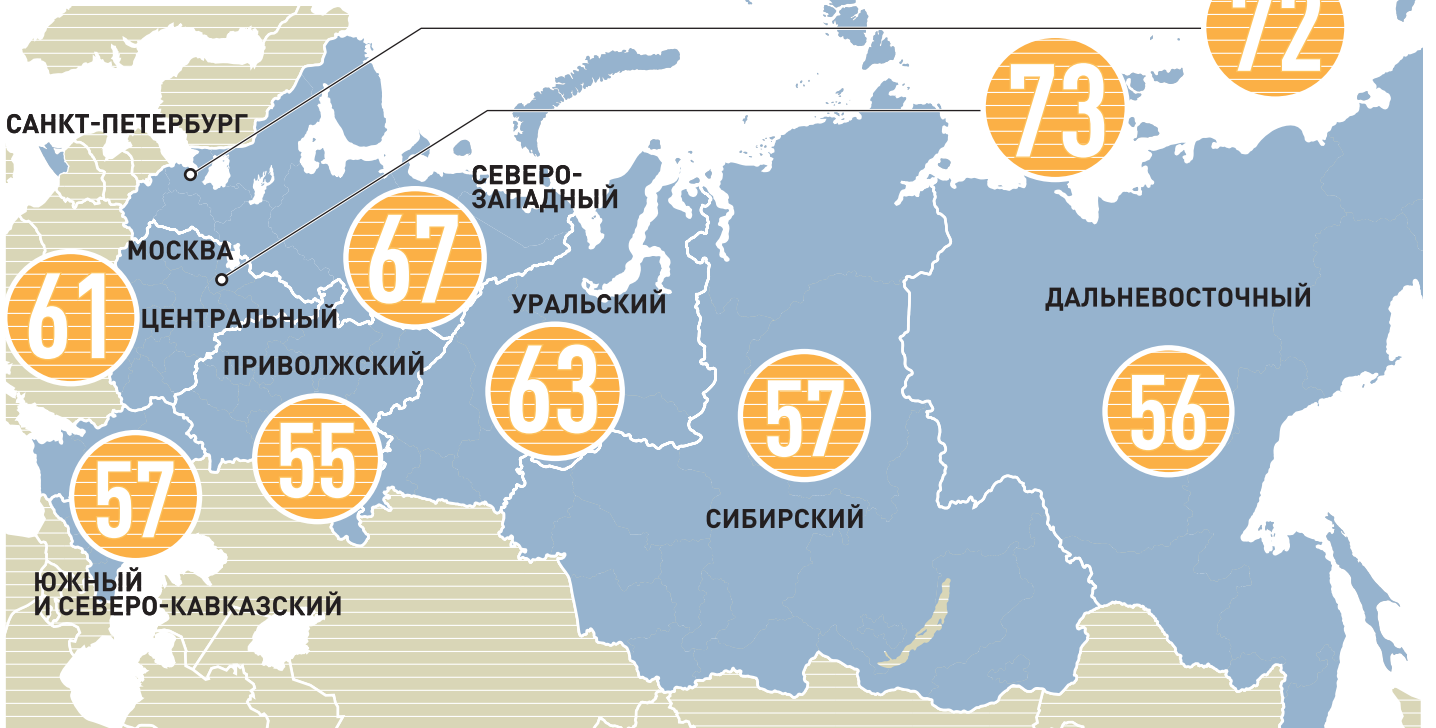 72
73
САНКТ-ПЕТЕРБУРГ
СЕВЕРО-
ЗАПАДНЫЙ
67
МОСКВА
61
ЦЕНТРАЛЬНЫЙ
УРАЛЬСКИЙ
63
ДАЛЬНЕВОСТОЧНЫЙ
56
ПРИВОЛЖСКИЙ
55
57
СИБИРСКИЙ
57
ЮЖНЫЙ
И СЕВЕРО-КАВКАЗСКИЙ